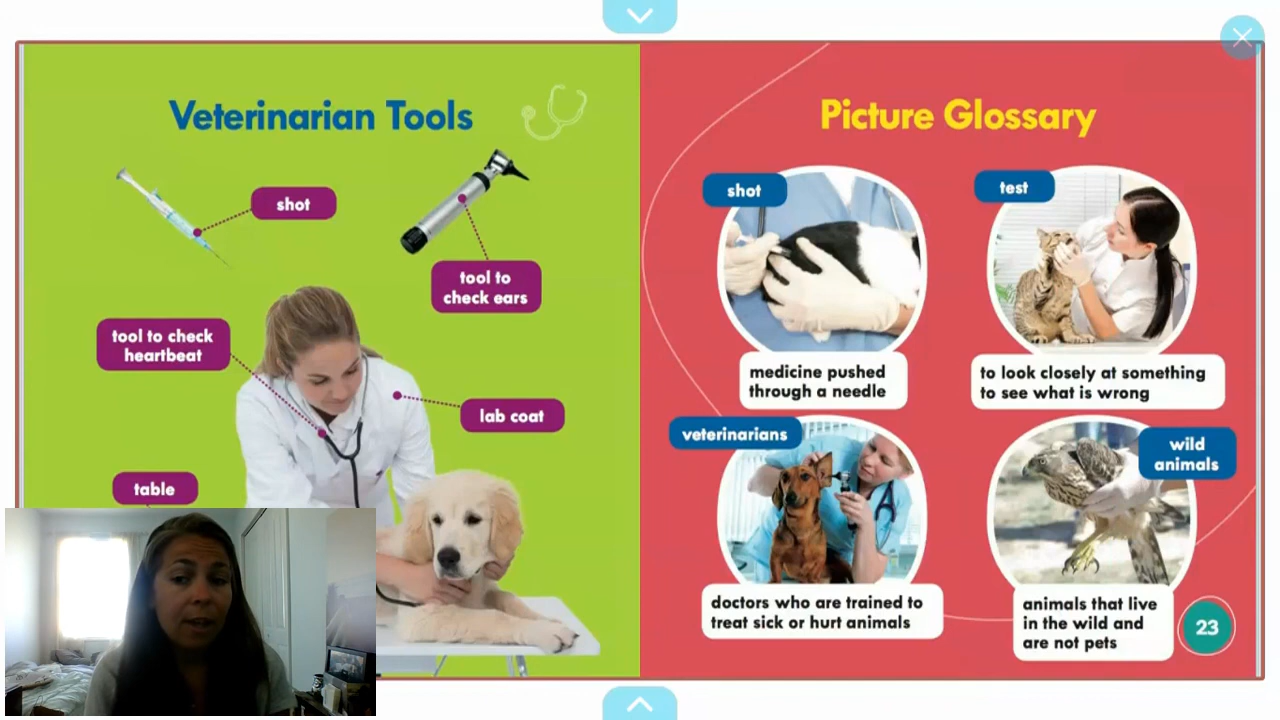 Veterinarian Tools
shot
tool to
check ears
tool to check
heartbeat
lab coat
table
Picture Glossary
shot
medicine pushed
through a needle
test
to look closely at something
to see what is wrong
veterinarians
doctors who are trained to
treat sick or hurt animals
wild
animals
animals that live
in the wild and
are not pets
23